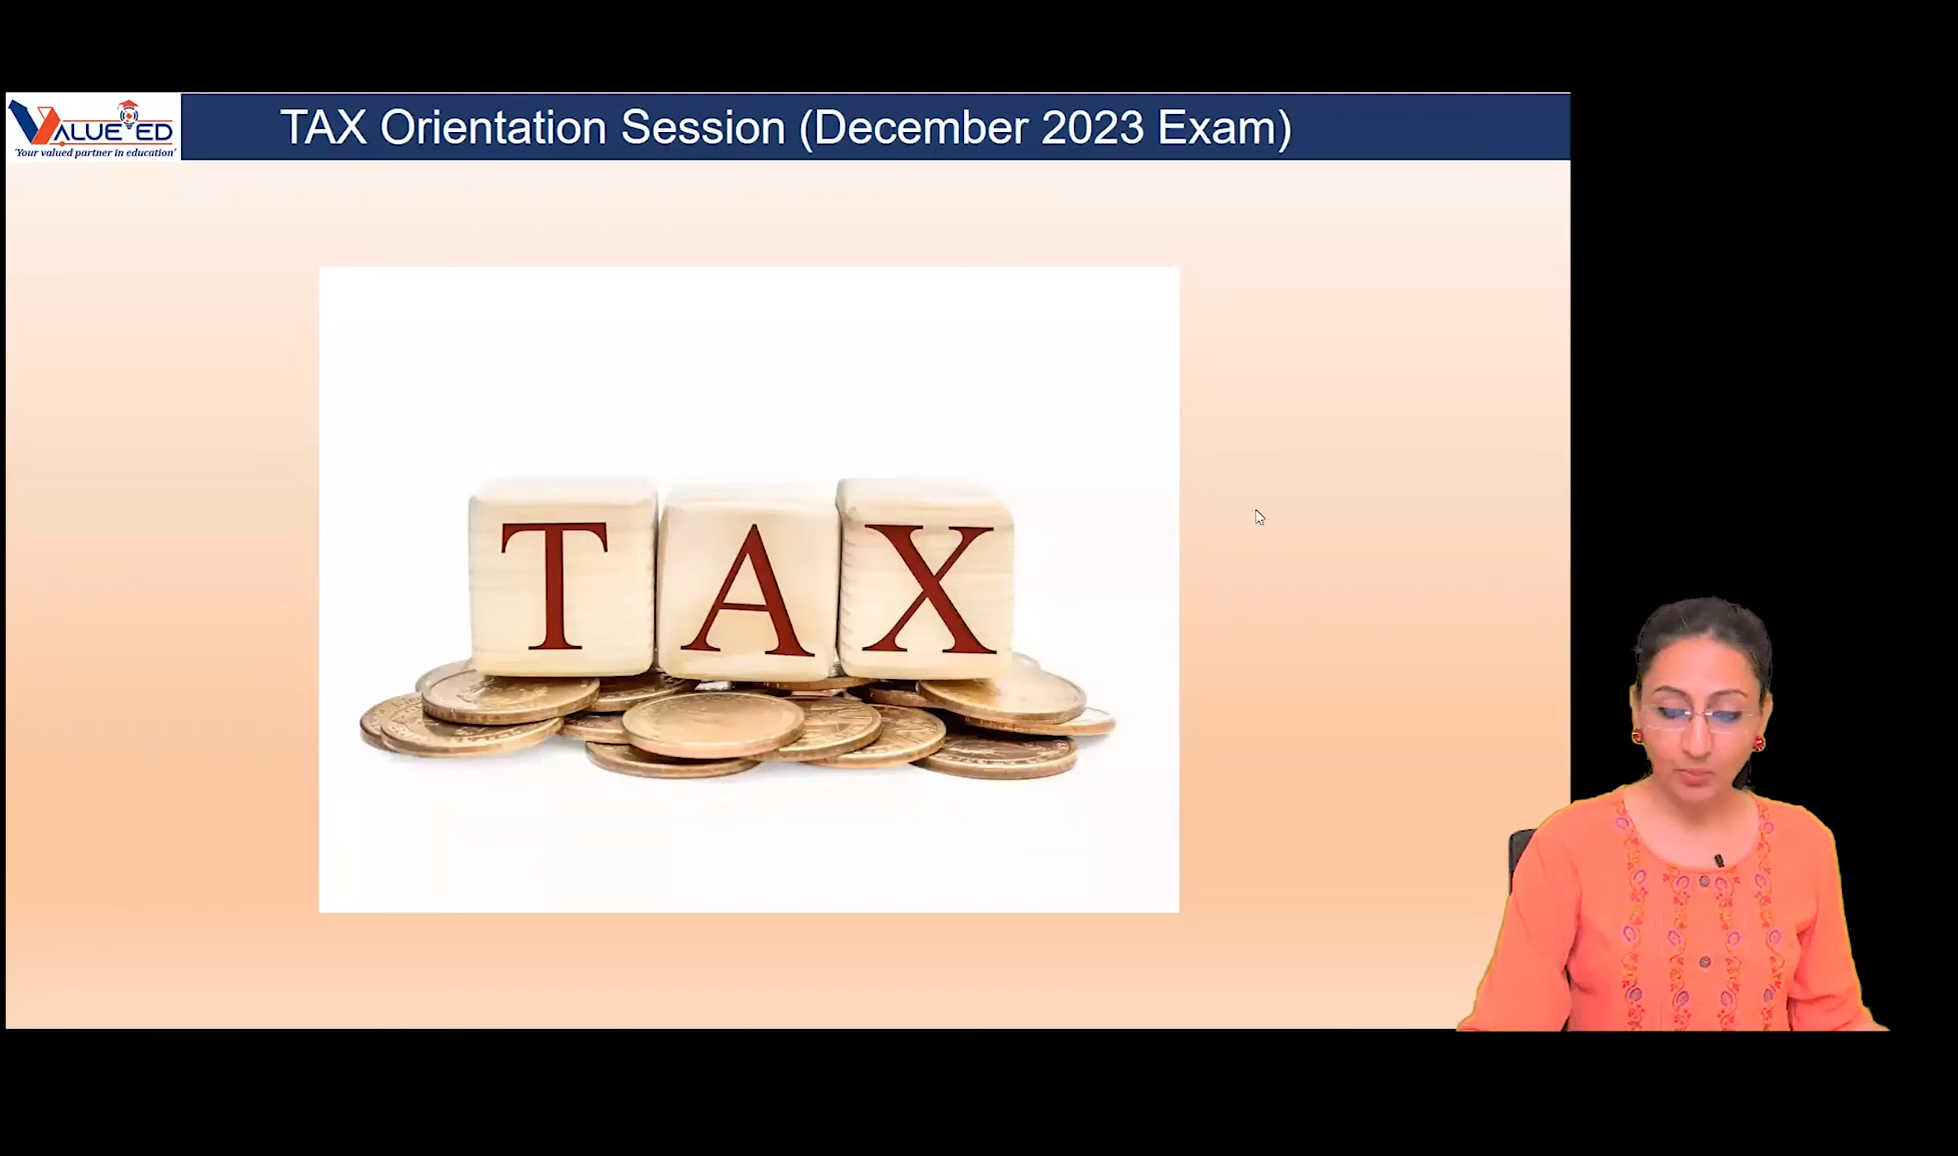 VALUE ED
'Your valued partner in education'
TAX Orientation Session (December 2023 Exam)
TAX